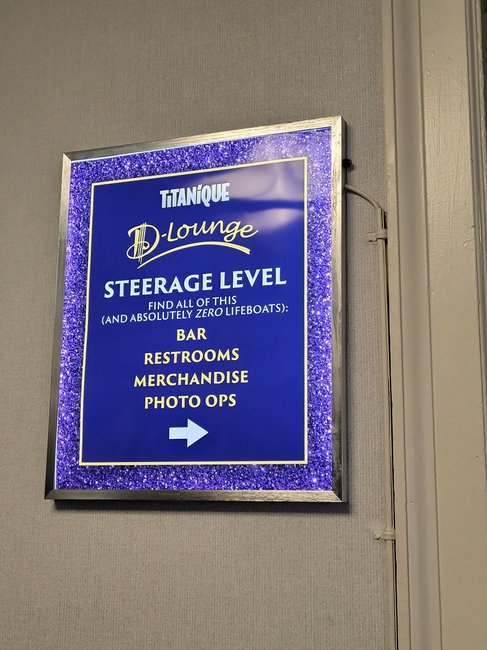 TiTANiQUE
D-Lounge
STEERAGE LEVEL
FIND ALL OF THIS
(AND ABSOLUTELY ZERO LIFEBOATS):
BAR
RESTROOMS
MERCHANDISE
PHOTO OPS